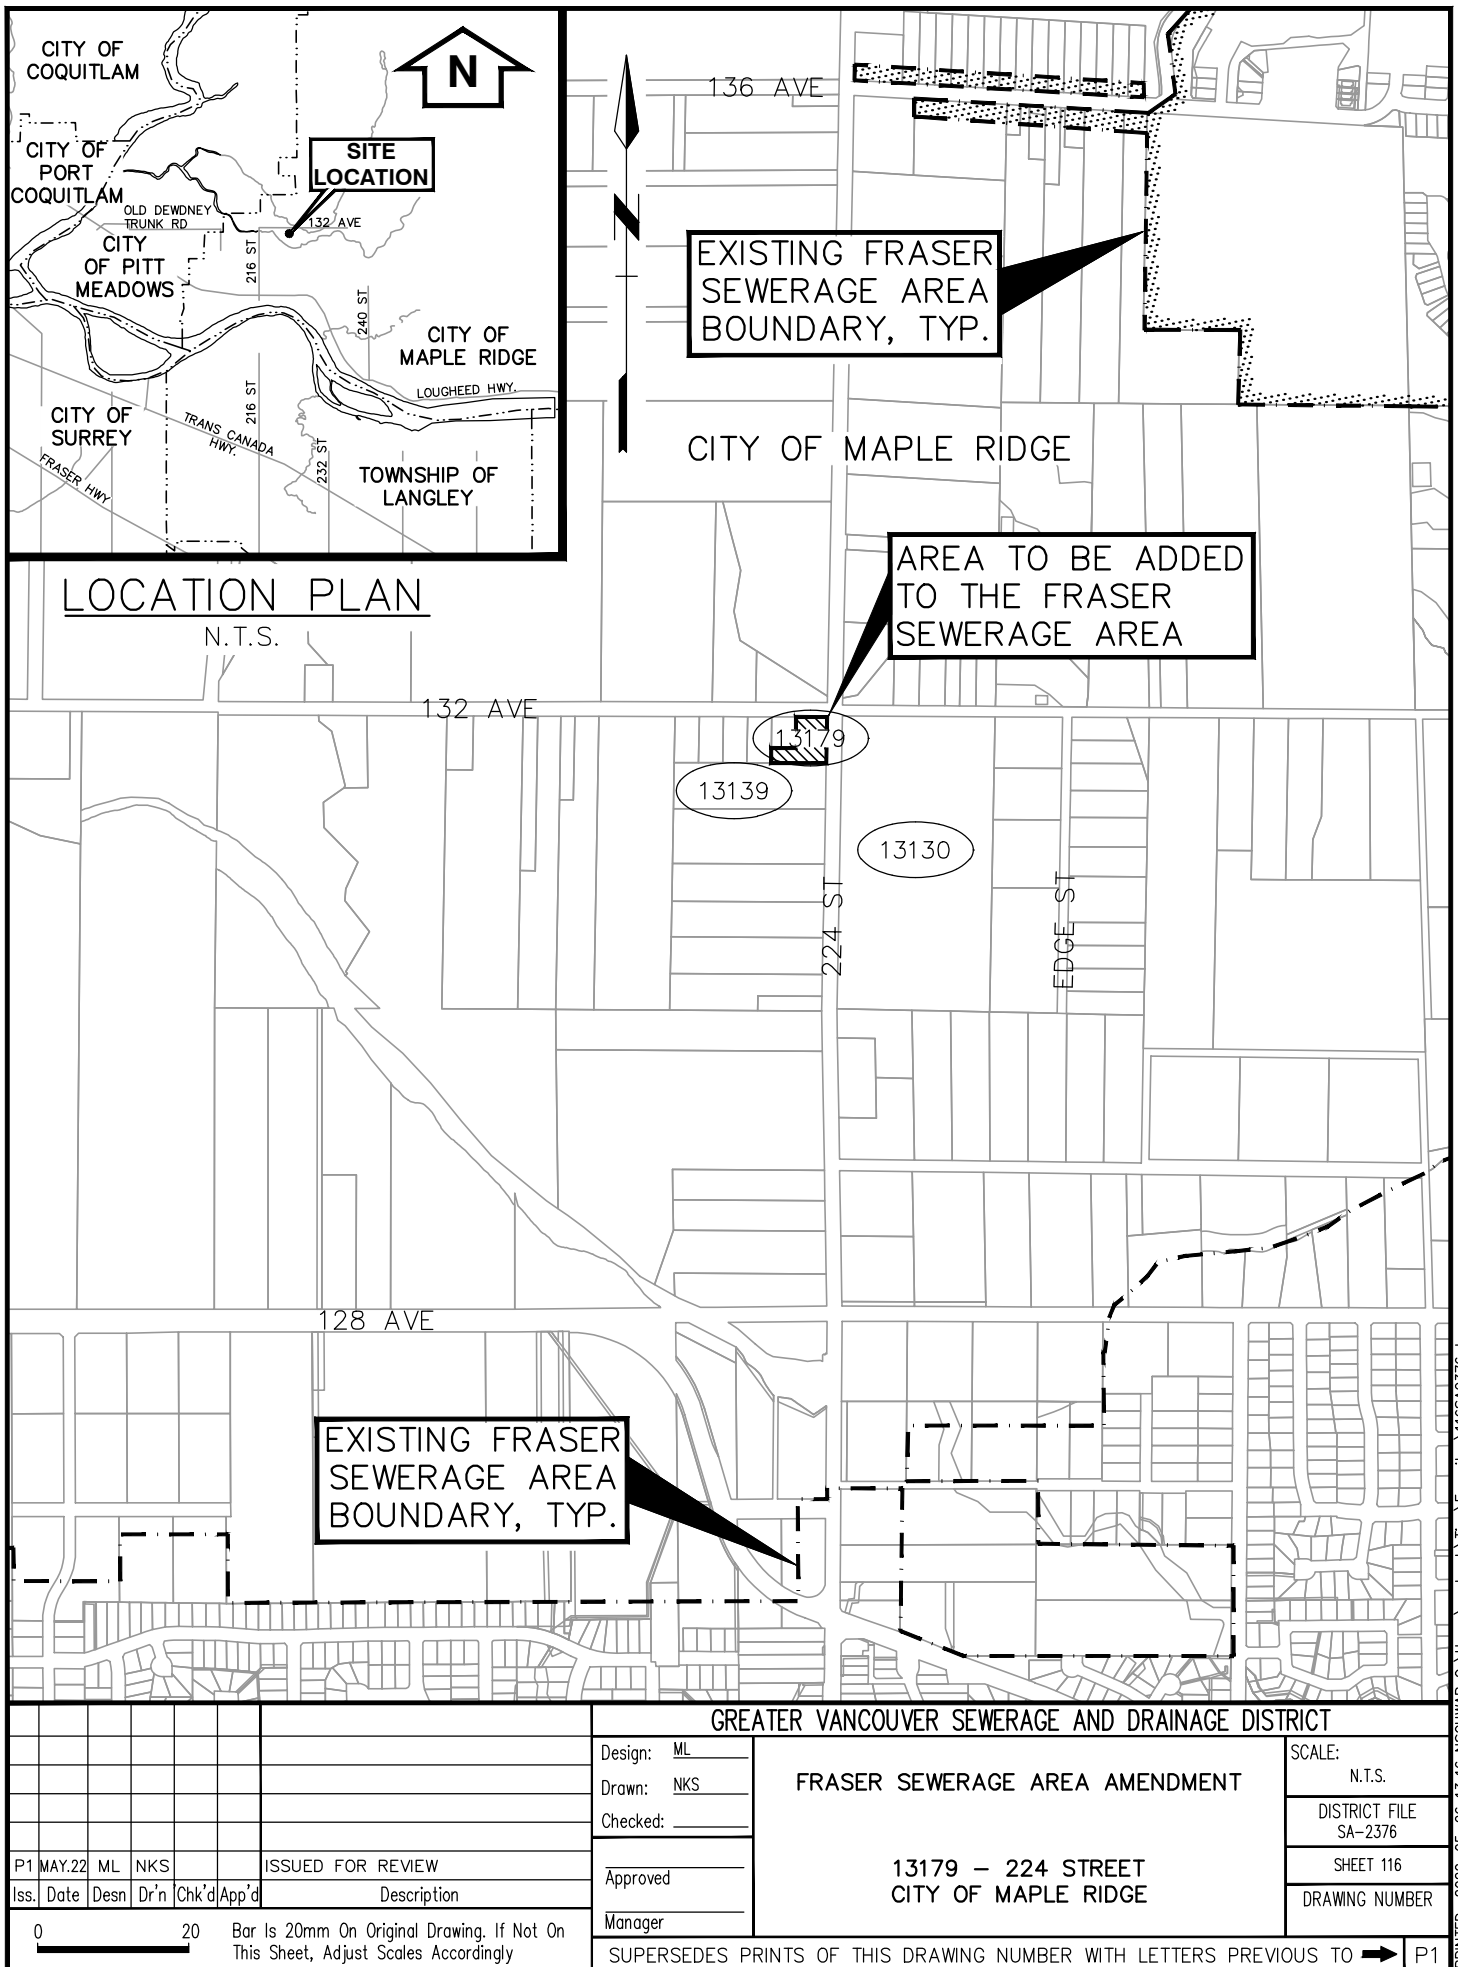 CITY OF
COQUITLAM
N
CITY OF
PORT
COQUITLAM
SITE
LOCATION
OLD DEWDNEY
TRUNK RD
132 AVE
CITY
OF PITT
MEADOWS
216 ST
240 ST
CITY OF
MAPLE RIDGE
LOUGHEED HWY.
216 ST
CITY OF
SURREY
TRANS CANADA
HWY.
232 ST
FRASER HWY
TOWNSHIP OF
LANGLEY
LOCATION PLAN
N.T.S.
136 AVE
N
EXISTING FRASER
SEWERAGE AREA
BOUNDARY, TYP.
CITY OF MAPLE RIDGE
AREA TO BE ADDED
TO THE FRASER
SEWERAGE AREA
132 AVE
13179
13139
13130
224 ST
EDGE ST
128 AVE
EXISTING FRASER
SEWERAGE AREA
BOUNDARY, TYP.
P1 MAY.22 ML NKS ISSUED FOR REVIEW
Iss. Date Desn Dr'n Chk'd App'd Description
0 20 Bar Is 20mm On Original Drawing. If Not On
This Sheet, Adjust Scales Accordingly
GREATER VANCOUVER SEWERAGE AND DRAINAGE DISTRICT
Design: ML
Drawn: NKS
Checked:
Approved
Manager
FRASER SEWERAGE AREA AMENDMENT
13179 - 224 STREET
CITY OF MAPLE RIDGE
SCALE:
N.T.S.
DISTRICT FILE
SA-2376
SHEET 116
DRAWING NUMBER
SUPERSEDES PRINTS OF THIS DRAWING NUMBER WITH LETTERS PREVIOUS TO P1